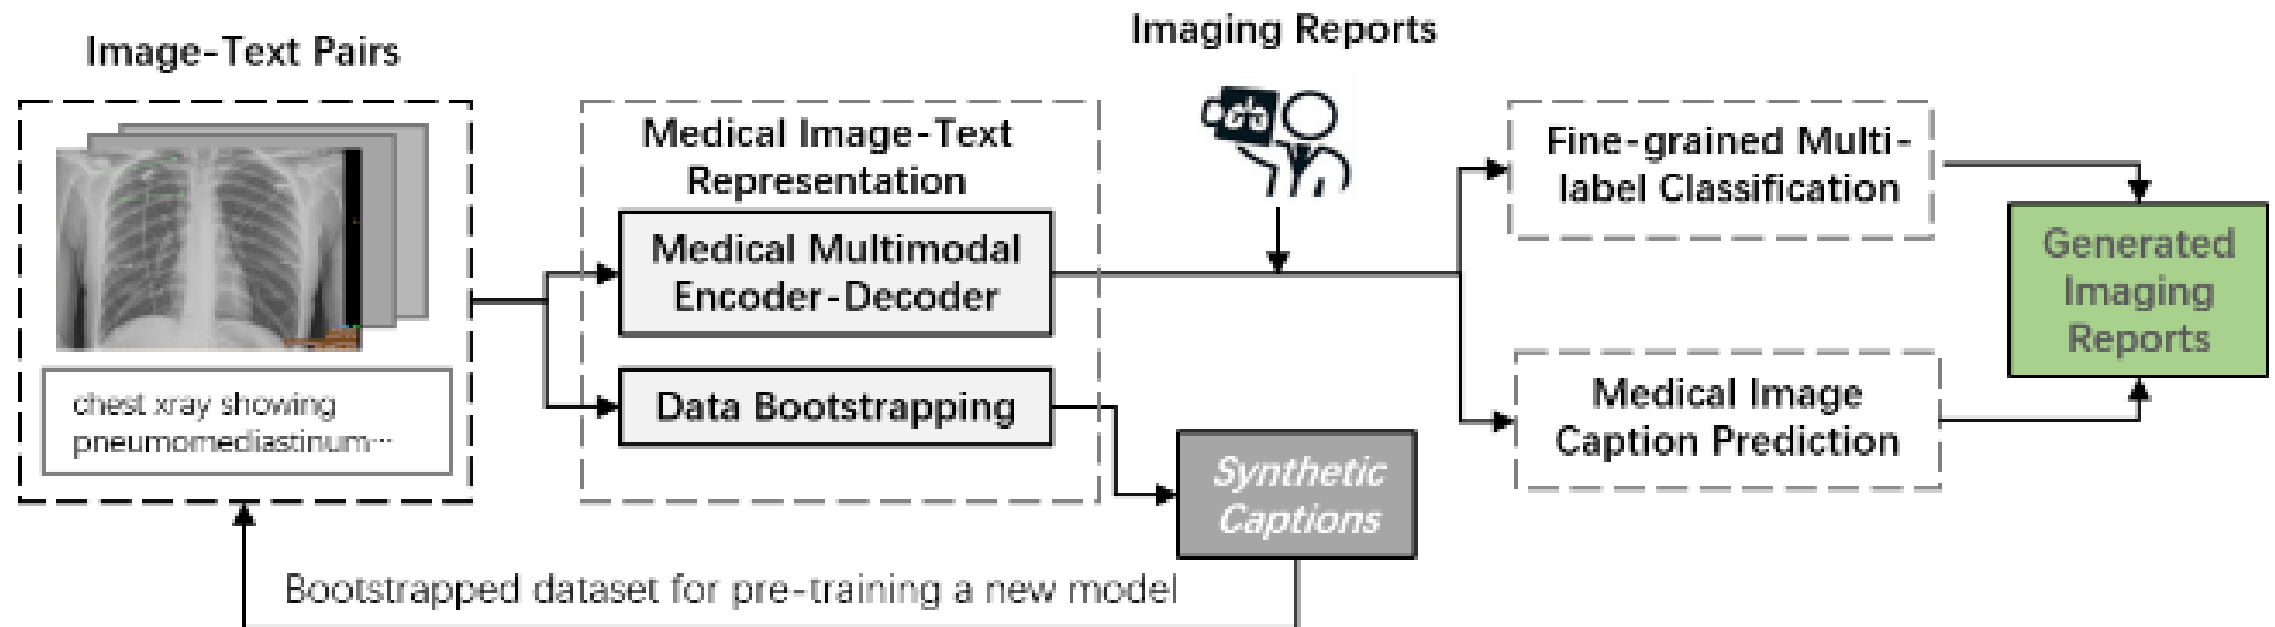 Image-Text Pairs
chest xray showing
pneumomediastinum···
Medical Image-Text
Representation
Medical Multimodal
Encoder-Decoder
Data Bootstrapping
Imaging Reports
Synthetic
Captions
Bootstrapped dataset for pre-training a new model
Fine-grained Multi-
label Classification
Medical Image
Caption Prediction
Generated
Imaging
Reports